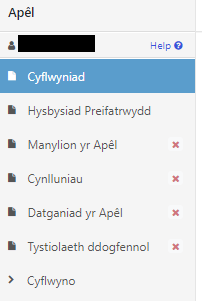 Apêl
Help
Cyflwyniad
Hysbysiad Preifatrwydd
Manylion yr Apêl
Cynlluniau
Datganiad yr Apêl
Tystiolaeth ddogfennol
Cyflwyno